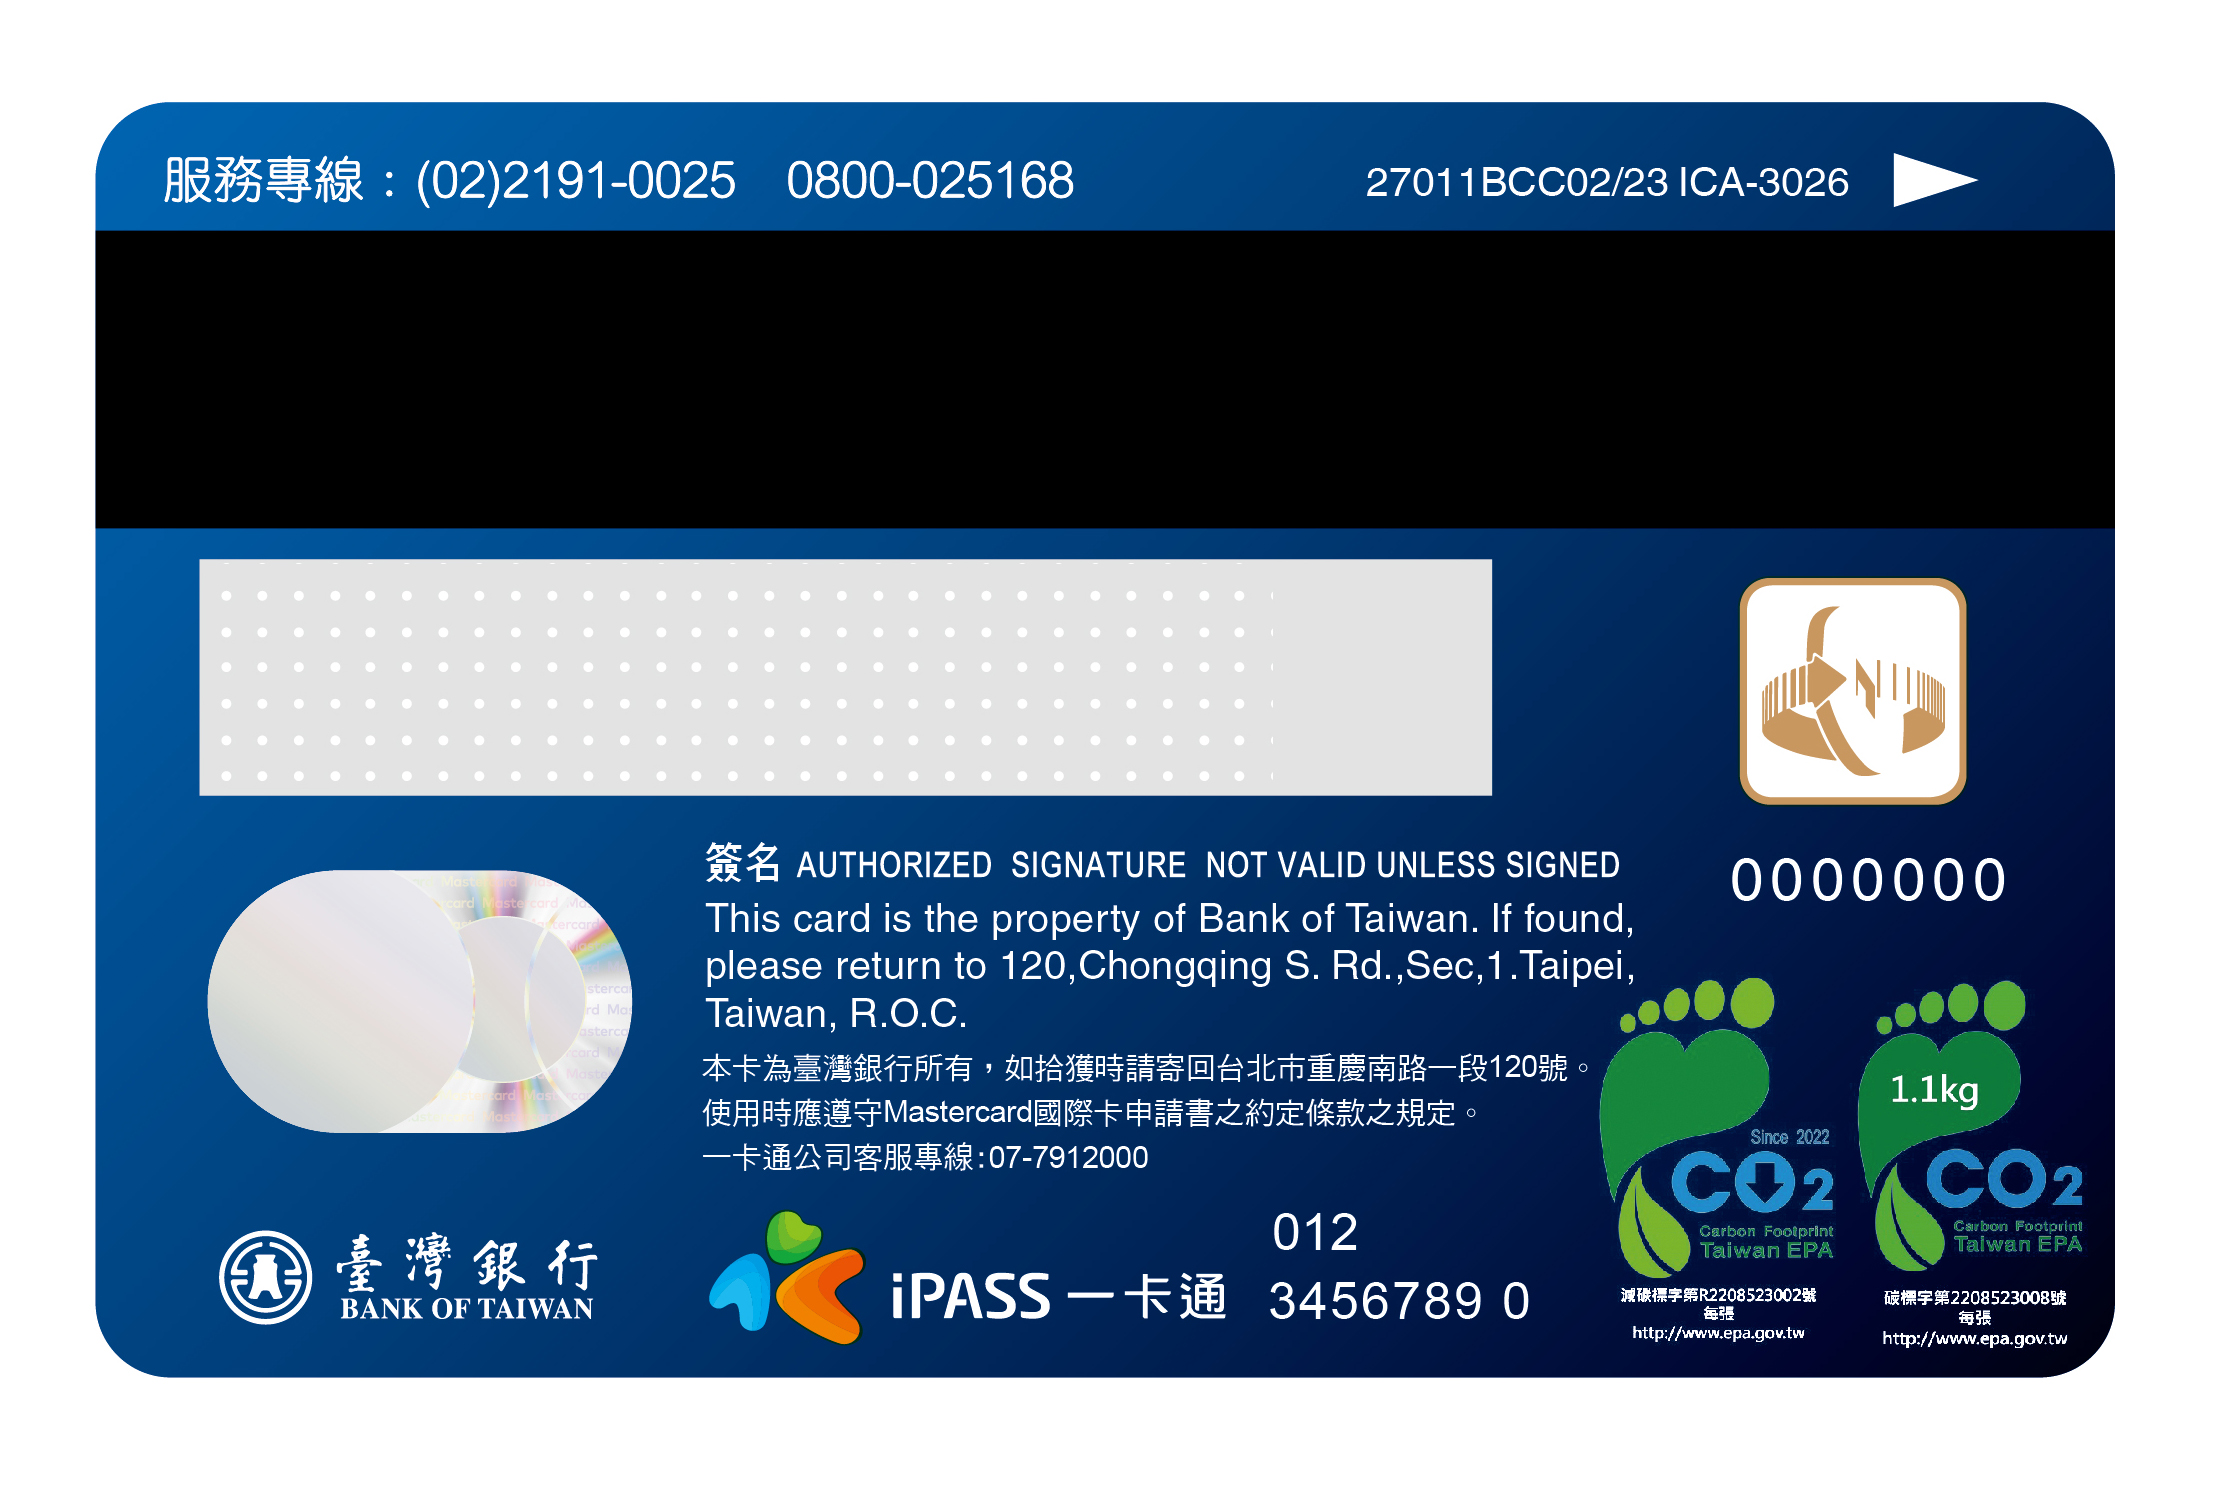 服務專線：(02)2191-0025 0800-025168
27011BCC02/23 ICA-3026
簽名 AUTHORIZED SIGNATURE NOT VALID UNLESS SIGNED
This card is the property of Bank of Taiwan. If found,
please return to 120,Chongqing S. Rd.,Sec,1.Taipei,
Taiwan, R.O.C.
本卡為臺灣銀行所有，如拾獲時請寄回台北市重慶南路一段120號。
使用時應遵守Mastercard國際卡申請書之約定條款之規定。
一卡通公司客服專線:07-7912000
0000000
臺灣銀行
BANK OF TAIWAN
iPASS 一卡通
012
3456789 0
Since 2022
CO2
Carbon Footprint
Taiwan EPA
減碳標字第R2208523002號
每張
http://www.epa.gov.tw
1.1kg
CO2
Carbon Footprint
Taiwan EPA
碳標字第2208523008號
每張
http://www.epa.gov.tw